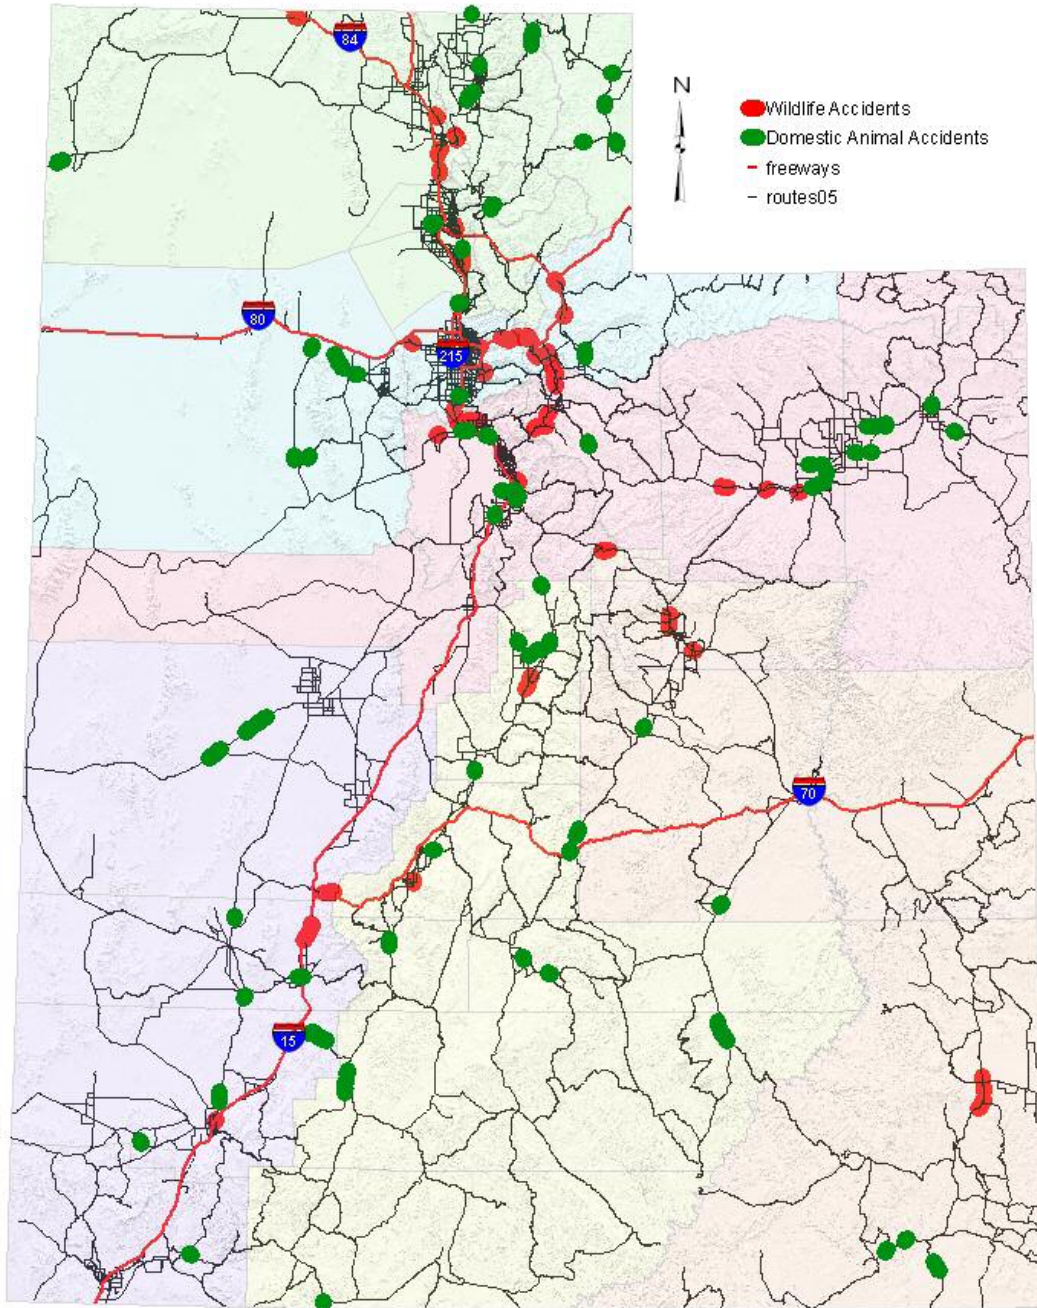 84
N
Wildlife Accidents
Domestic Animal Accidents
freeways
routes05
80
215
70
15